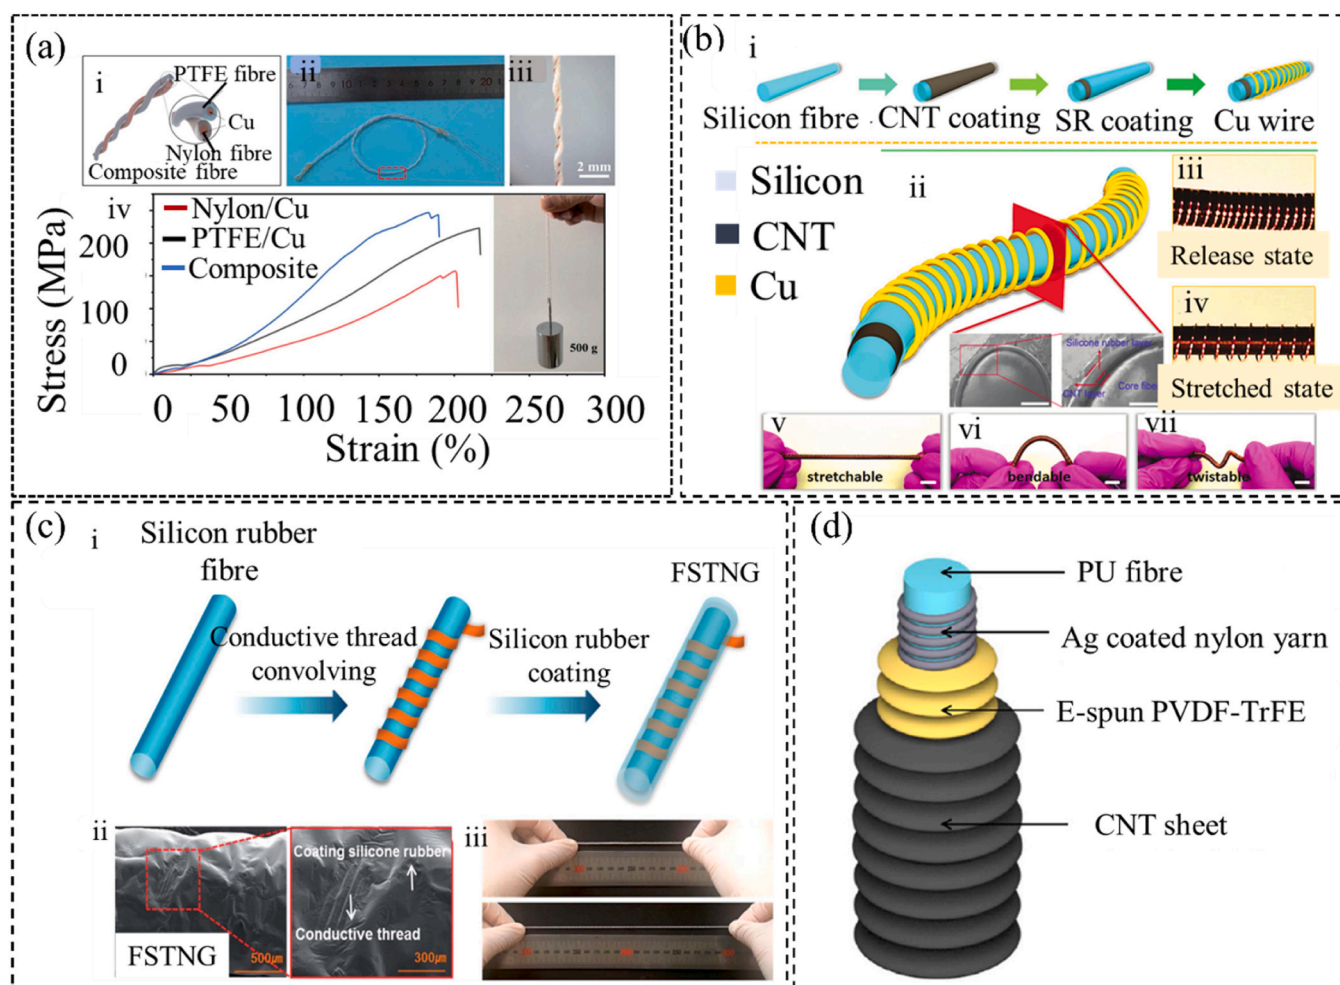 (a)
i
PTFE fibre
Cu
Nylon fibre
Composite fibre
ii
iii
2 mm
iv
Nylon/Cu
PTFE/Cu
Composite
500 g
Stress (MPa)
200
100
0
0 50 100 150 200 250 300
Strain (%)
(b)
i
Silicon fibre
CNT coating
SR coating
Cu wire
Silicon
CNT
Cu
ii
Silicone rubber layer
CNT layer
Core fibe
iii
Release state
iv
Stretched state
v
stretchable
vi
bendable
vii
twistable
(c)
i
Silicon rubber
fibre
Conductive thread
convolving
Silicon rubber
coating
FSTNG
ii
FSTNG
500μm
Coating silicone rubber
Conductive thread
300μm
iii
(d)
PU fibre
Ag coated nylon yarn
E-spun PVDF-TrFE
CNT sheet